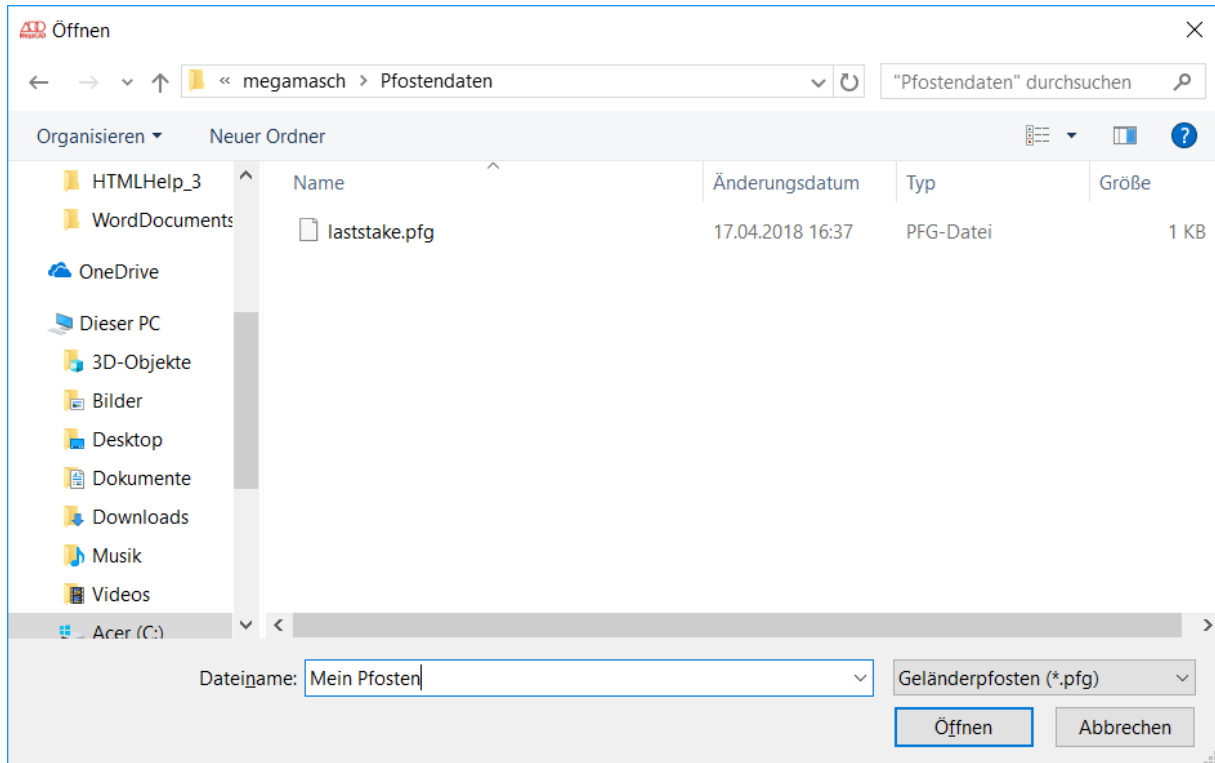 Öffnen
« megamasch > Pfostendaten
"Pfostendaten" durchsuchen
Organisieren Neuer Ordner
?
Name Änderungsdatum Typ Größe
laststake.pfg 17.04.2018 16:37 PFG-Datei 1 KB
HTMLHelp_3
WordDocuments
OneDrive
Dieser PC
3D-Objekte
Bilder
Desktop
Dokumente
Downloads
Musik
Videos
Acer (C:)
Dateiname: Mein Pfosten Geländerpfosten (*.pfg)
Öffnen Abbrechen